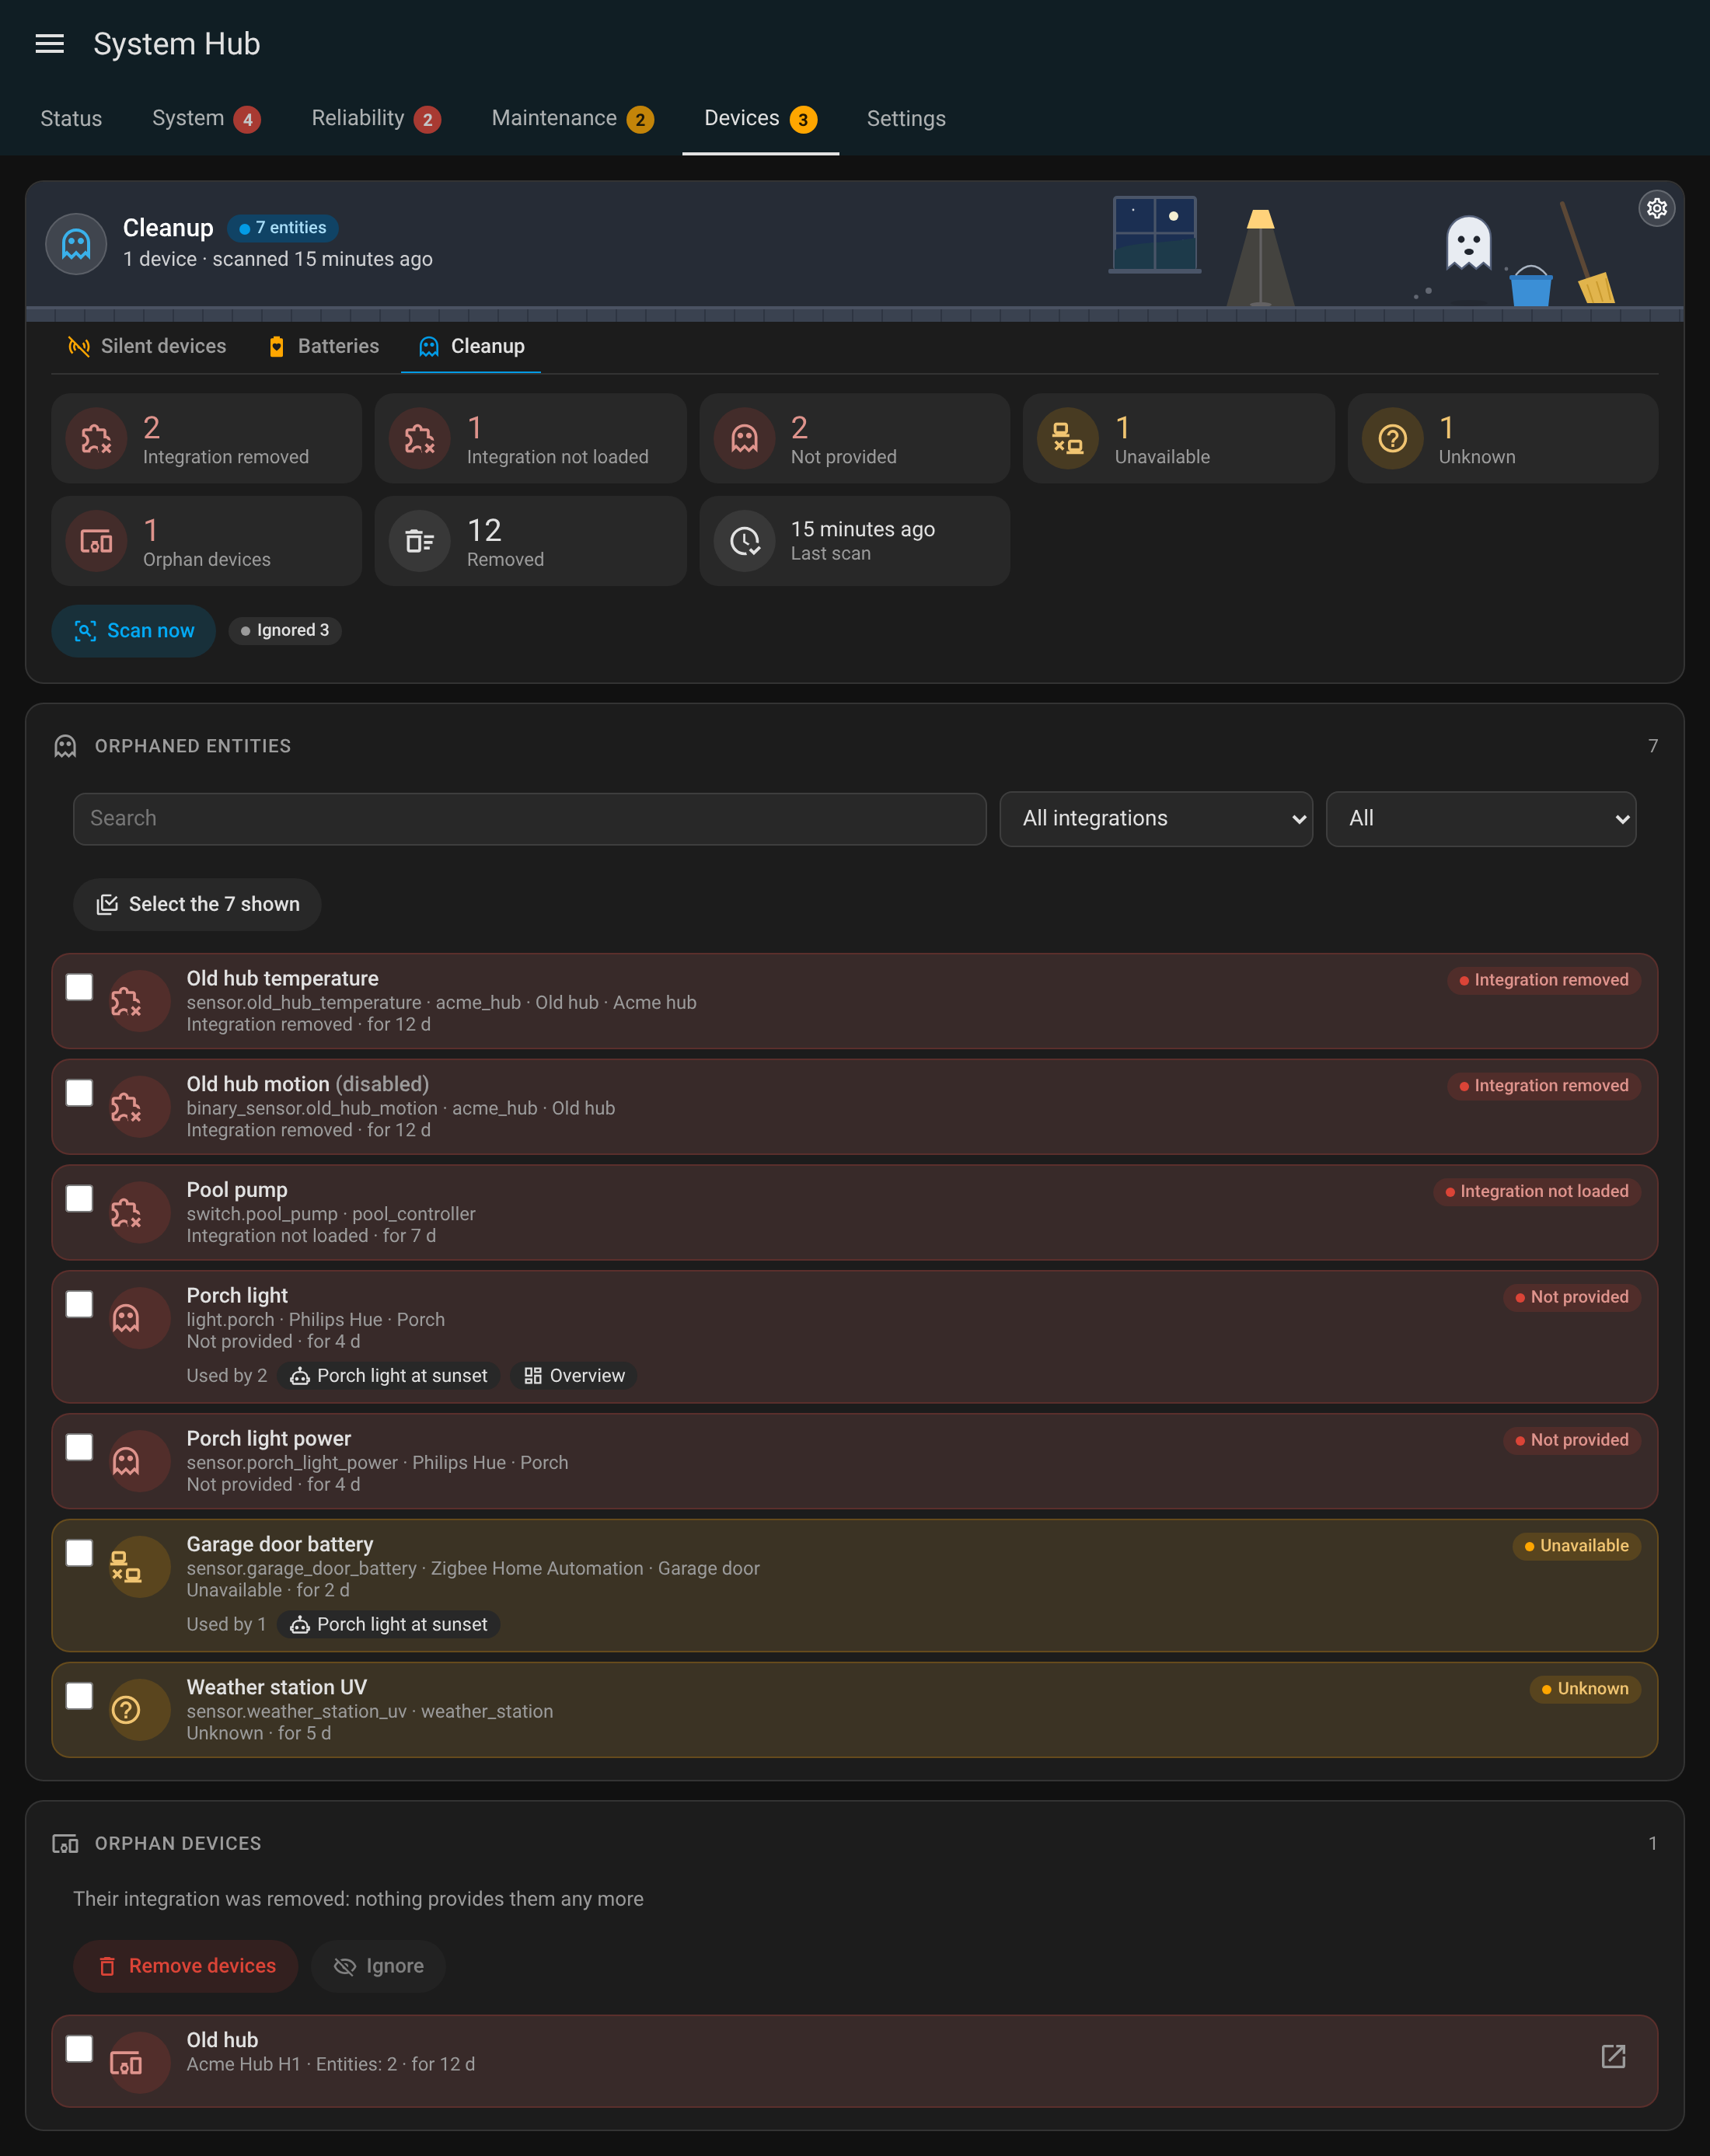 System Hub
Status
System 4
Reliability 2
Maintenance 2
Devices 3
Settings
Cleanup
7 entities
1 device · scanned 15 minutes ago
Silent devices
Batteries
Cleanup
2
Integration removed
1
Integration not loaded
2
Not provided
1
Unavailable
1
Unknown
1
Orphan devices
12
Removed
15 minutes ago
Last scan
Scan now
Ignored 3
ORPHANED ENTITIES
7
Search
All integrations
All
Select the 7 shown
Old hub temperature
Integration removed
sensor.old_hub_temperature · acme_hub · Old hub · Acme hub
Integration removed · for 12 d
Old hub motion (disabled)
Integration removed
binary_sensor.old_hub_motion · acme_hub · Old hub
Integration removed · for 12 d
Pool pump
Integration not loaded
switch.pool_pump · pool_controller
Integration not loaded · for 7 d
Porch light
Not provided
light.porch · Philips Hue · Porch
Not provided · for 4 d
Used by 2
Porch light at sunset
Overview
Porch light power
Not provided
sensor.porch_light_power · Philips Hue · Porch
Not provided · for 4 d
Garage door battery
Unavailable
sensor.garage_door_battery · Zigbee Home Automation · Garage door
Unavailable · for 2 d
Used by 1
Porch light at sunset
Weather station UV
Unknown
sensor.weather_station_uv · weather_station
Unknown · for 5 d
ORPHAN DEVICES
1
Their integration was removed: nothing provides them any more
Remove devices
Ignore
Old hub
Acme Hub H1 · Entities: 2 · for 12 d